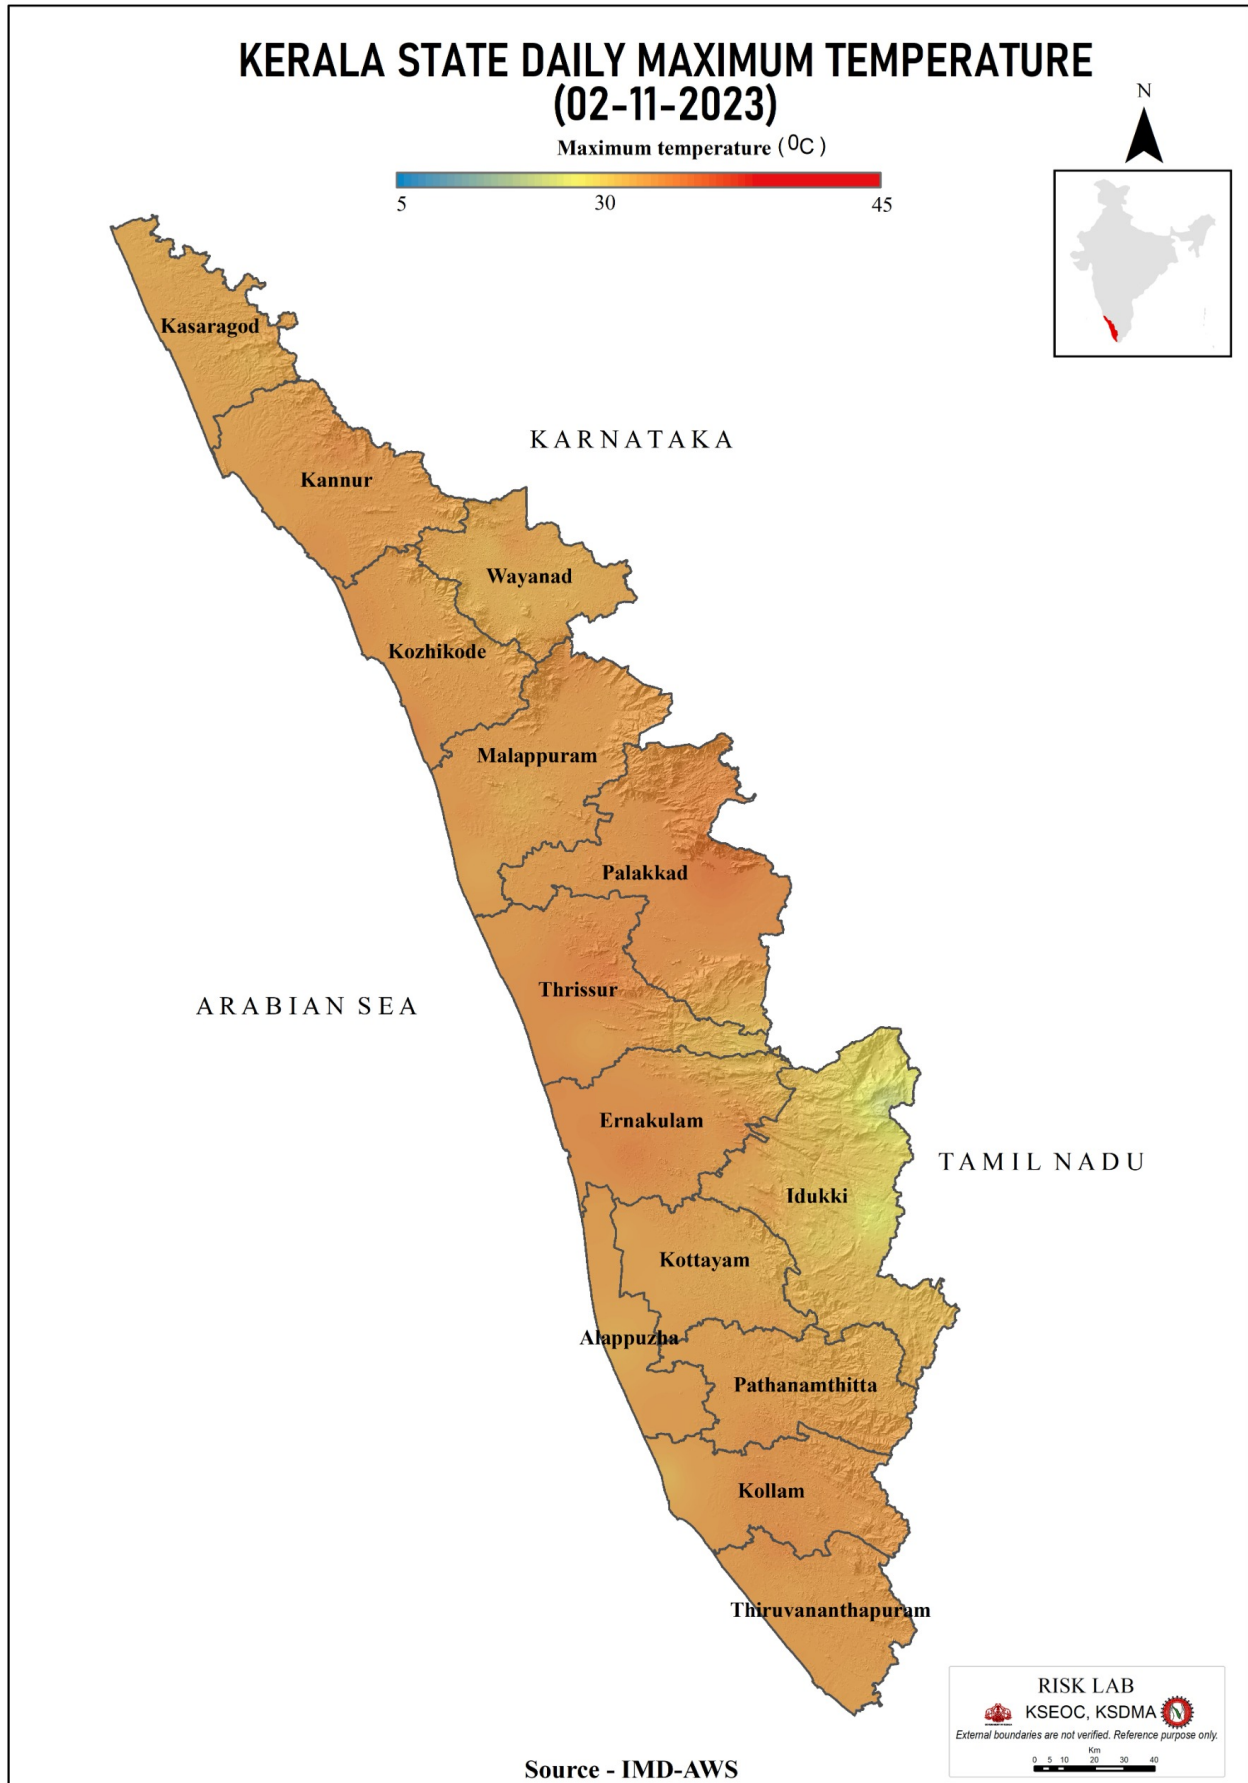 KERALA STATE DAILY MAXIMUM TEMPERATURE
(02-11-2023)
N
Maximum temperature (⁰C)
5 30 45
Kasaragod
KARNATAKA
Kannur
Wayanad
Kozhikode
Malappuram
Palakkad
Thrissur
ARABIAN SEA
Ernakulam
TAMIL NADU
Idukki
Kottayam
Alappuzha
Pathanamthitta
Kollam
Thiruvananthapuram
RISK LAB
KSEOC, KSDMA
External boundaries are not verified. Reference purpose only.
Km
0 5 10 20 30 40
Source - IMD-AWS